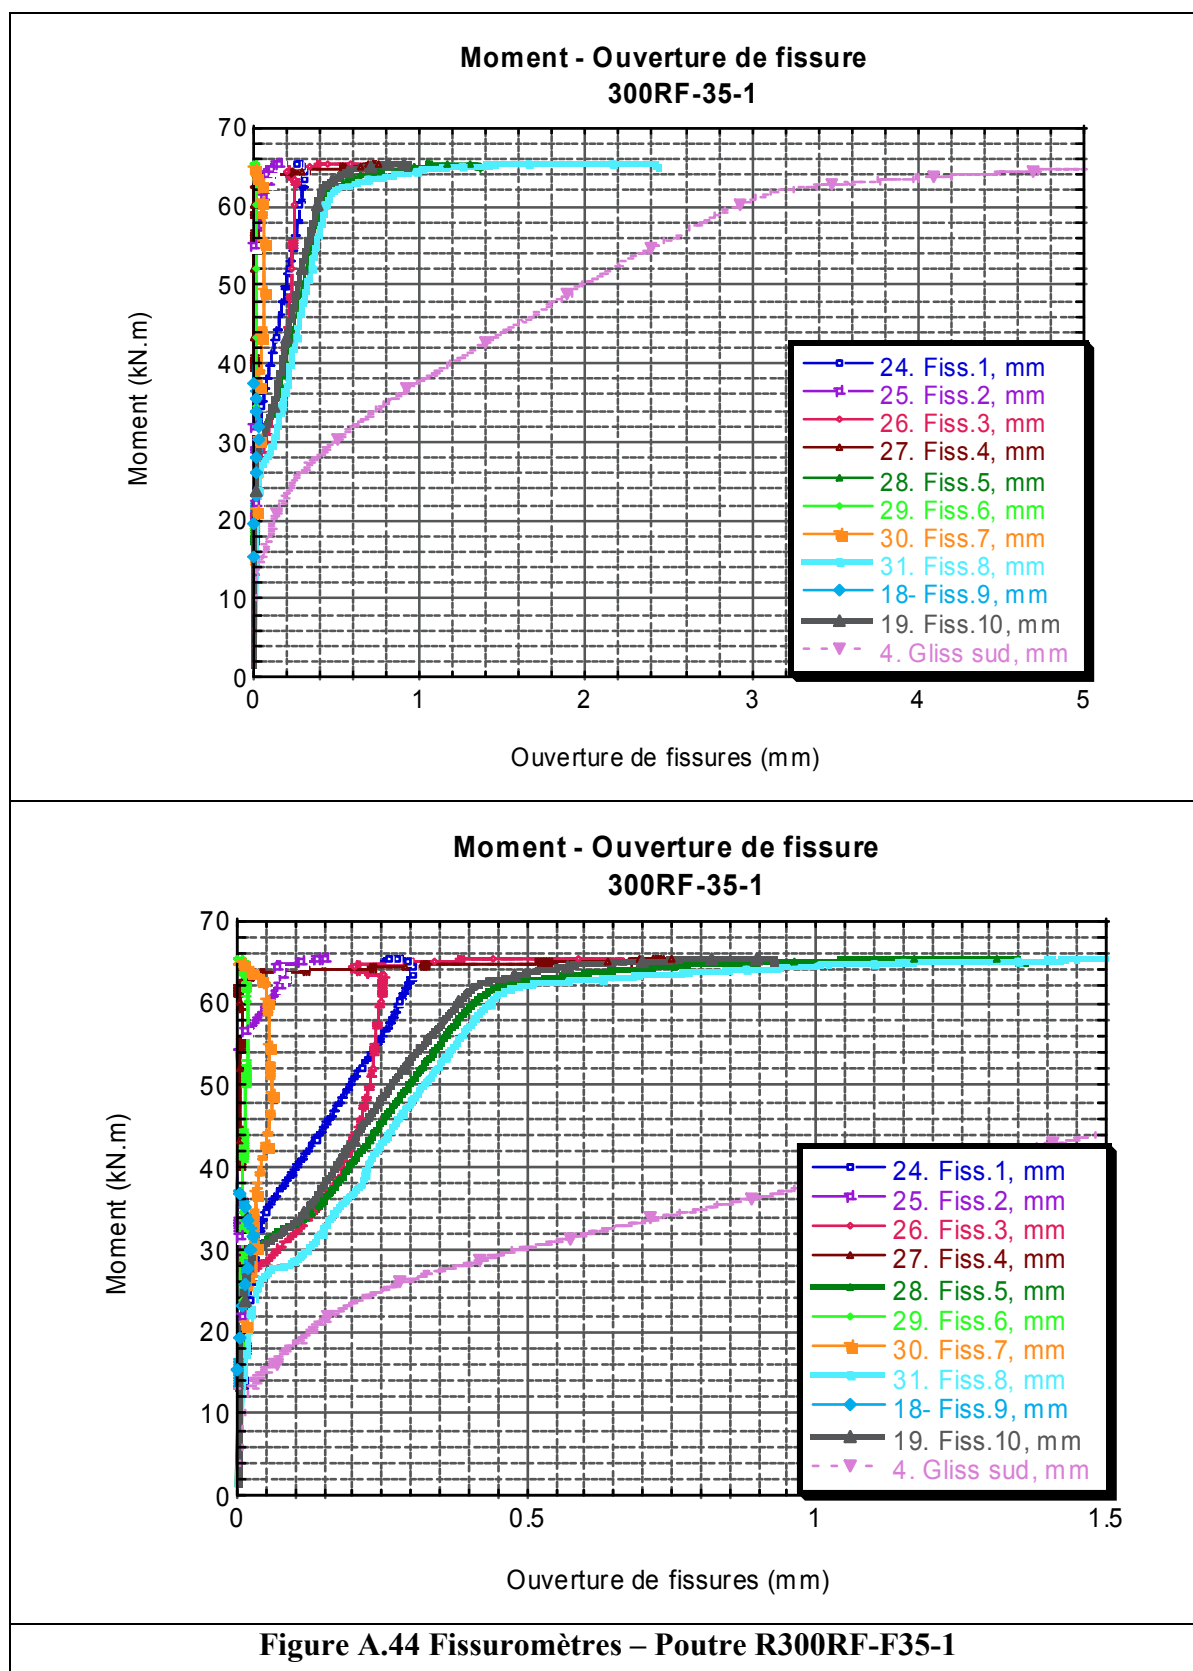 Moment - Ouverture de fissure
300RF-35-1
Moment (kN.m)
70
60
50
40
30
20
10
0
24. Fiss.1, mm
25. Fiss.2, mm
26. Fiss.3, mm
27. Fiss.4, mm
28. Fiss.5, mm
29. Fiss.6, mm
30. Fiss.7, mm
31. Fiss.8, mm
18- Fiss.9, mm
19. Fiss.10, mm
4. Gliss sud, mm
0 1 2 3 4 5
Ouverture de fissures (mm)
Moment - Ouverture de fissure
300RF-35-1
Moment (kN.m)
70
60
50
40
30
20
10
0
24. Fiss.1, mm
25. Fiss.2, mm
26. Fiss.3, mm
27. Fiss.4, mm
28. Fiss.5, mm
29. Fiss.6, mm
30. Fiss.7, mm
31. Fiss.8, mm
18- Fiss.9, mm
19. Fiss.10, mm
4. Gliss sud, mm
0 0.5 1 1.5
Ouverture de fissures (mm)
Figure A.44 Fissuromètres – Poutre R300RF-F35-1